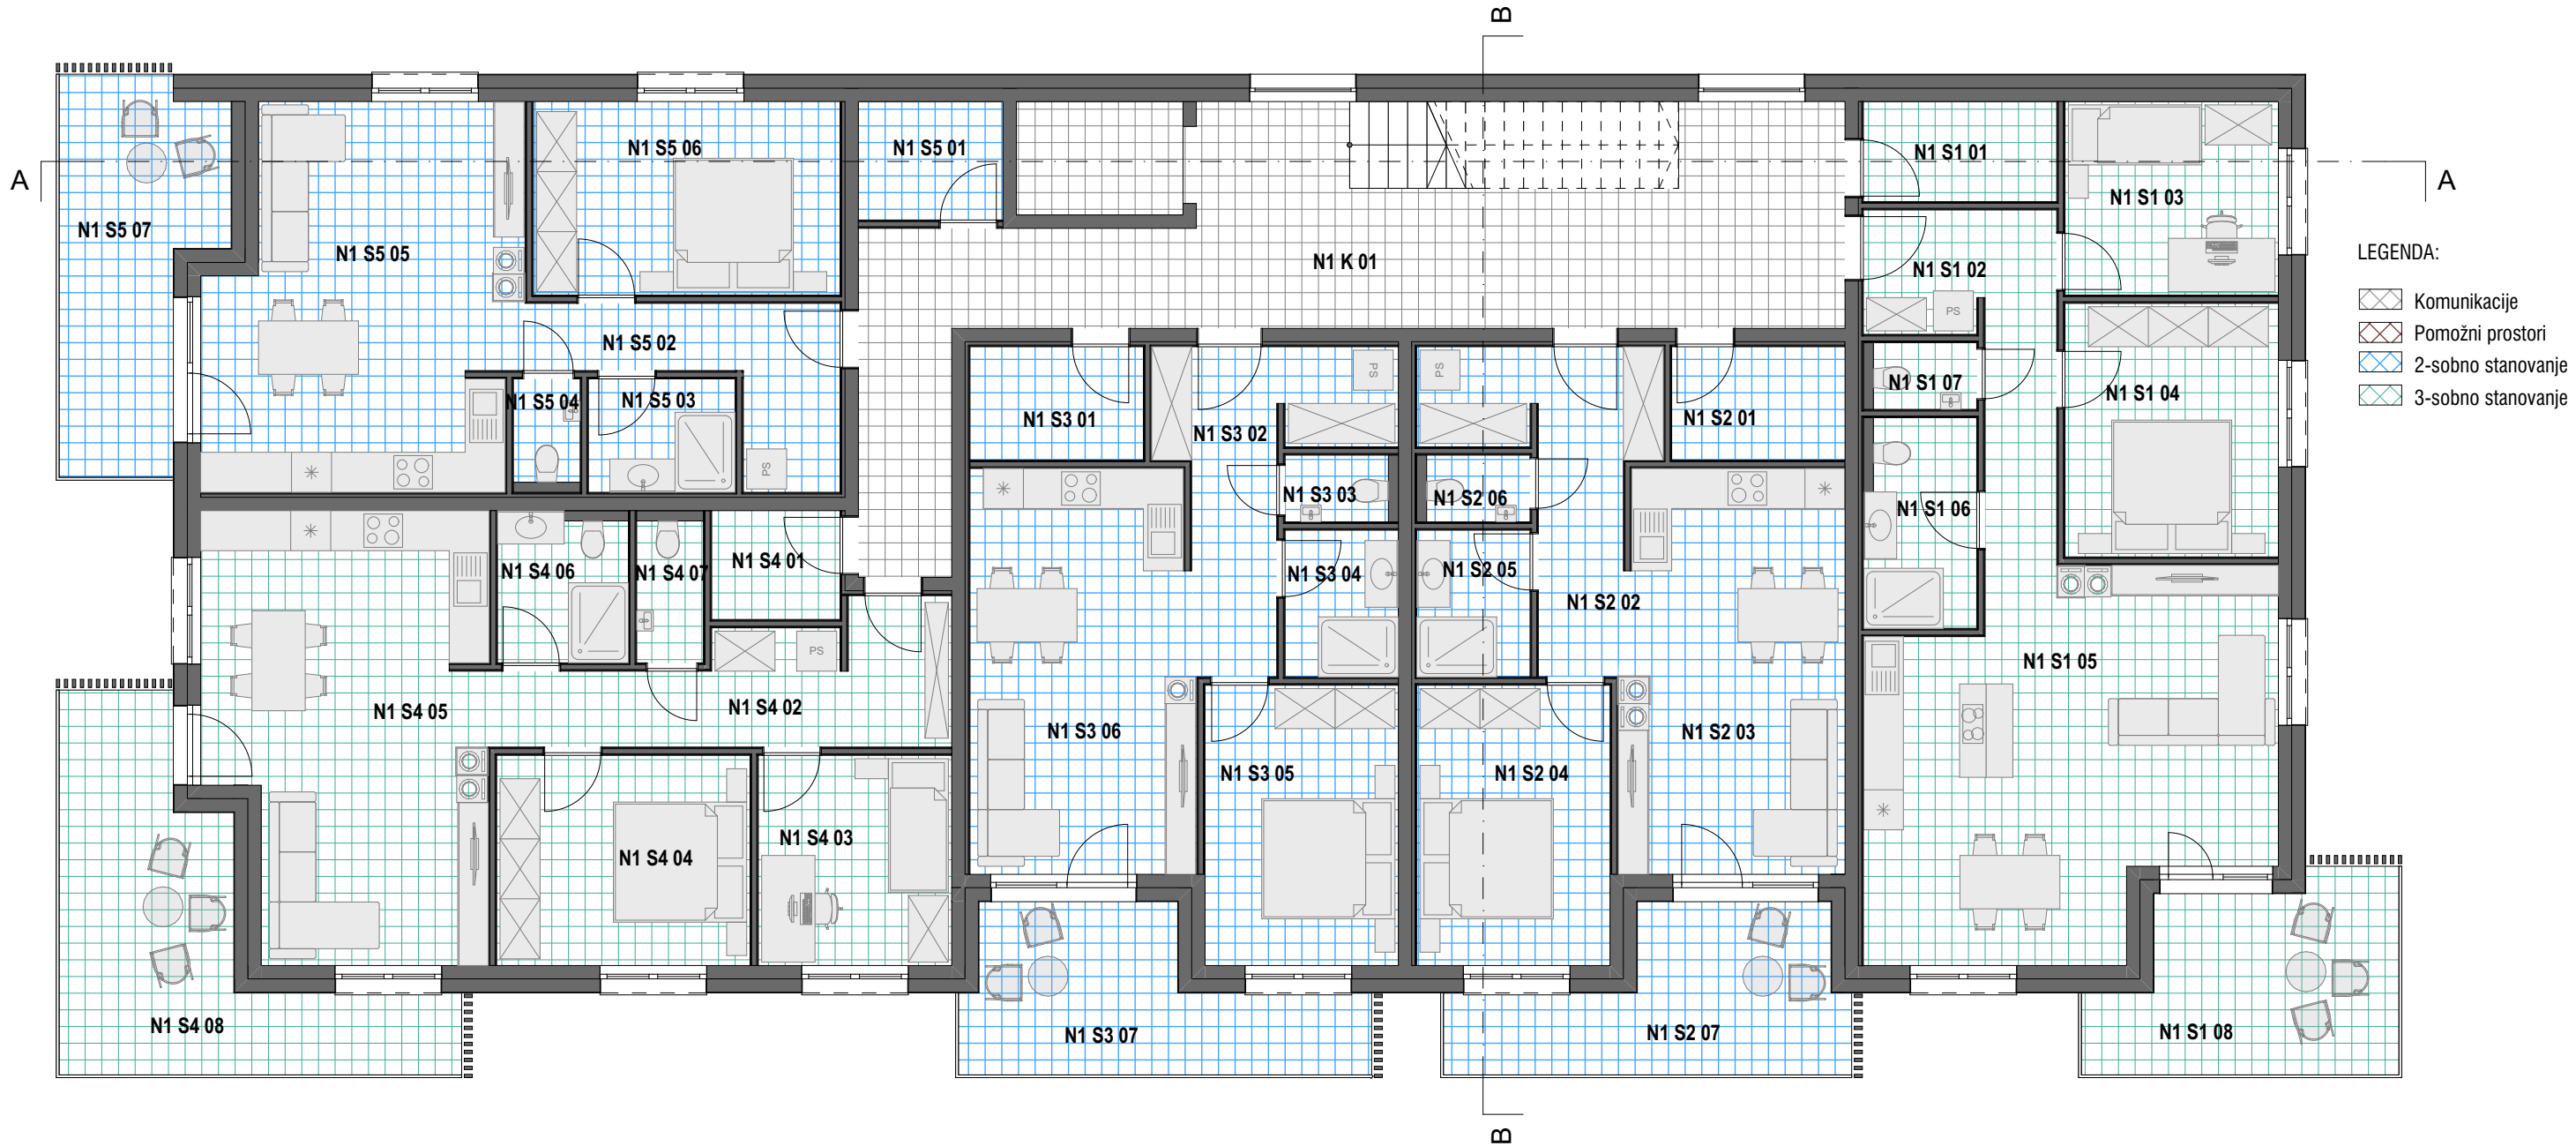 B
N1 S5 06
N1 S5 01
N1 S1 01
A
A
N1 S1 03
N1 S5 07
N1 S5 05
N1 K 01
N1 S1 02
LEGENDA:
Komunikacije
PS
Pomožni prostori
N1 S5 02
2-sobno stanovanje
PS
PS
N1 S1 07
N1 S1 04
3-sobno stanovanje
N1 S5 04
N1 S5 03
N1 S3 01
N1 S3 02
N1 S2 01
PS
N1 S3 03
N1 S2 06
N1 S1 06
N1 S4 06
N1 S4 07
N1 S4 01
N1 S3 04
N1 S2 05
N1 S2 02
PS
N1 S1 05
N1 S4 05
N1 S4 02
N1 S3 06
N1 S2 03
N1 S3 05
N1 S2 04
N1 S4 04
N1 S4 03
N1 S4 08
N1 S3 07
N1 S2 07
N1 S1 08
B